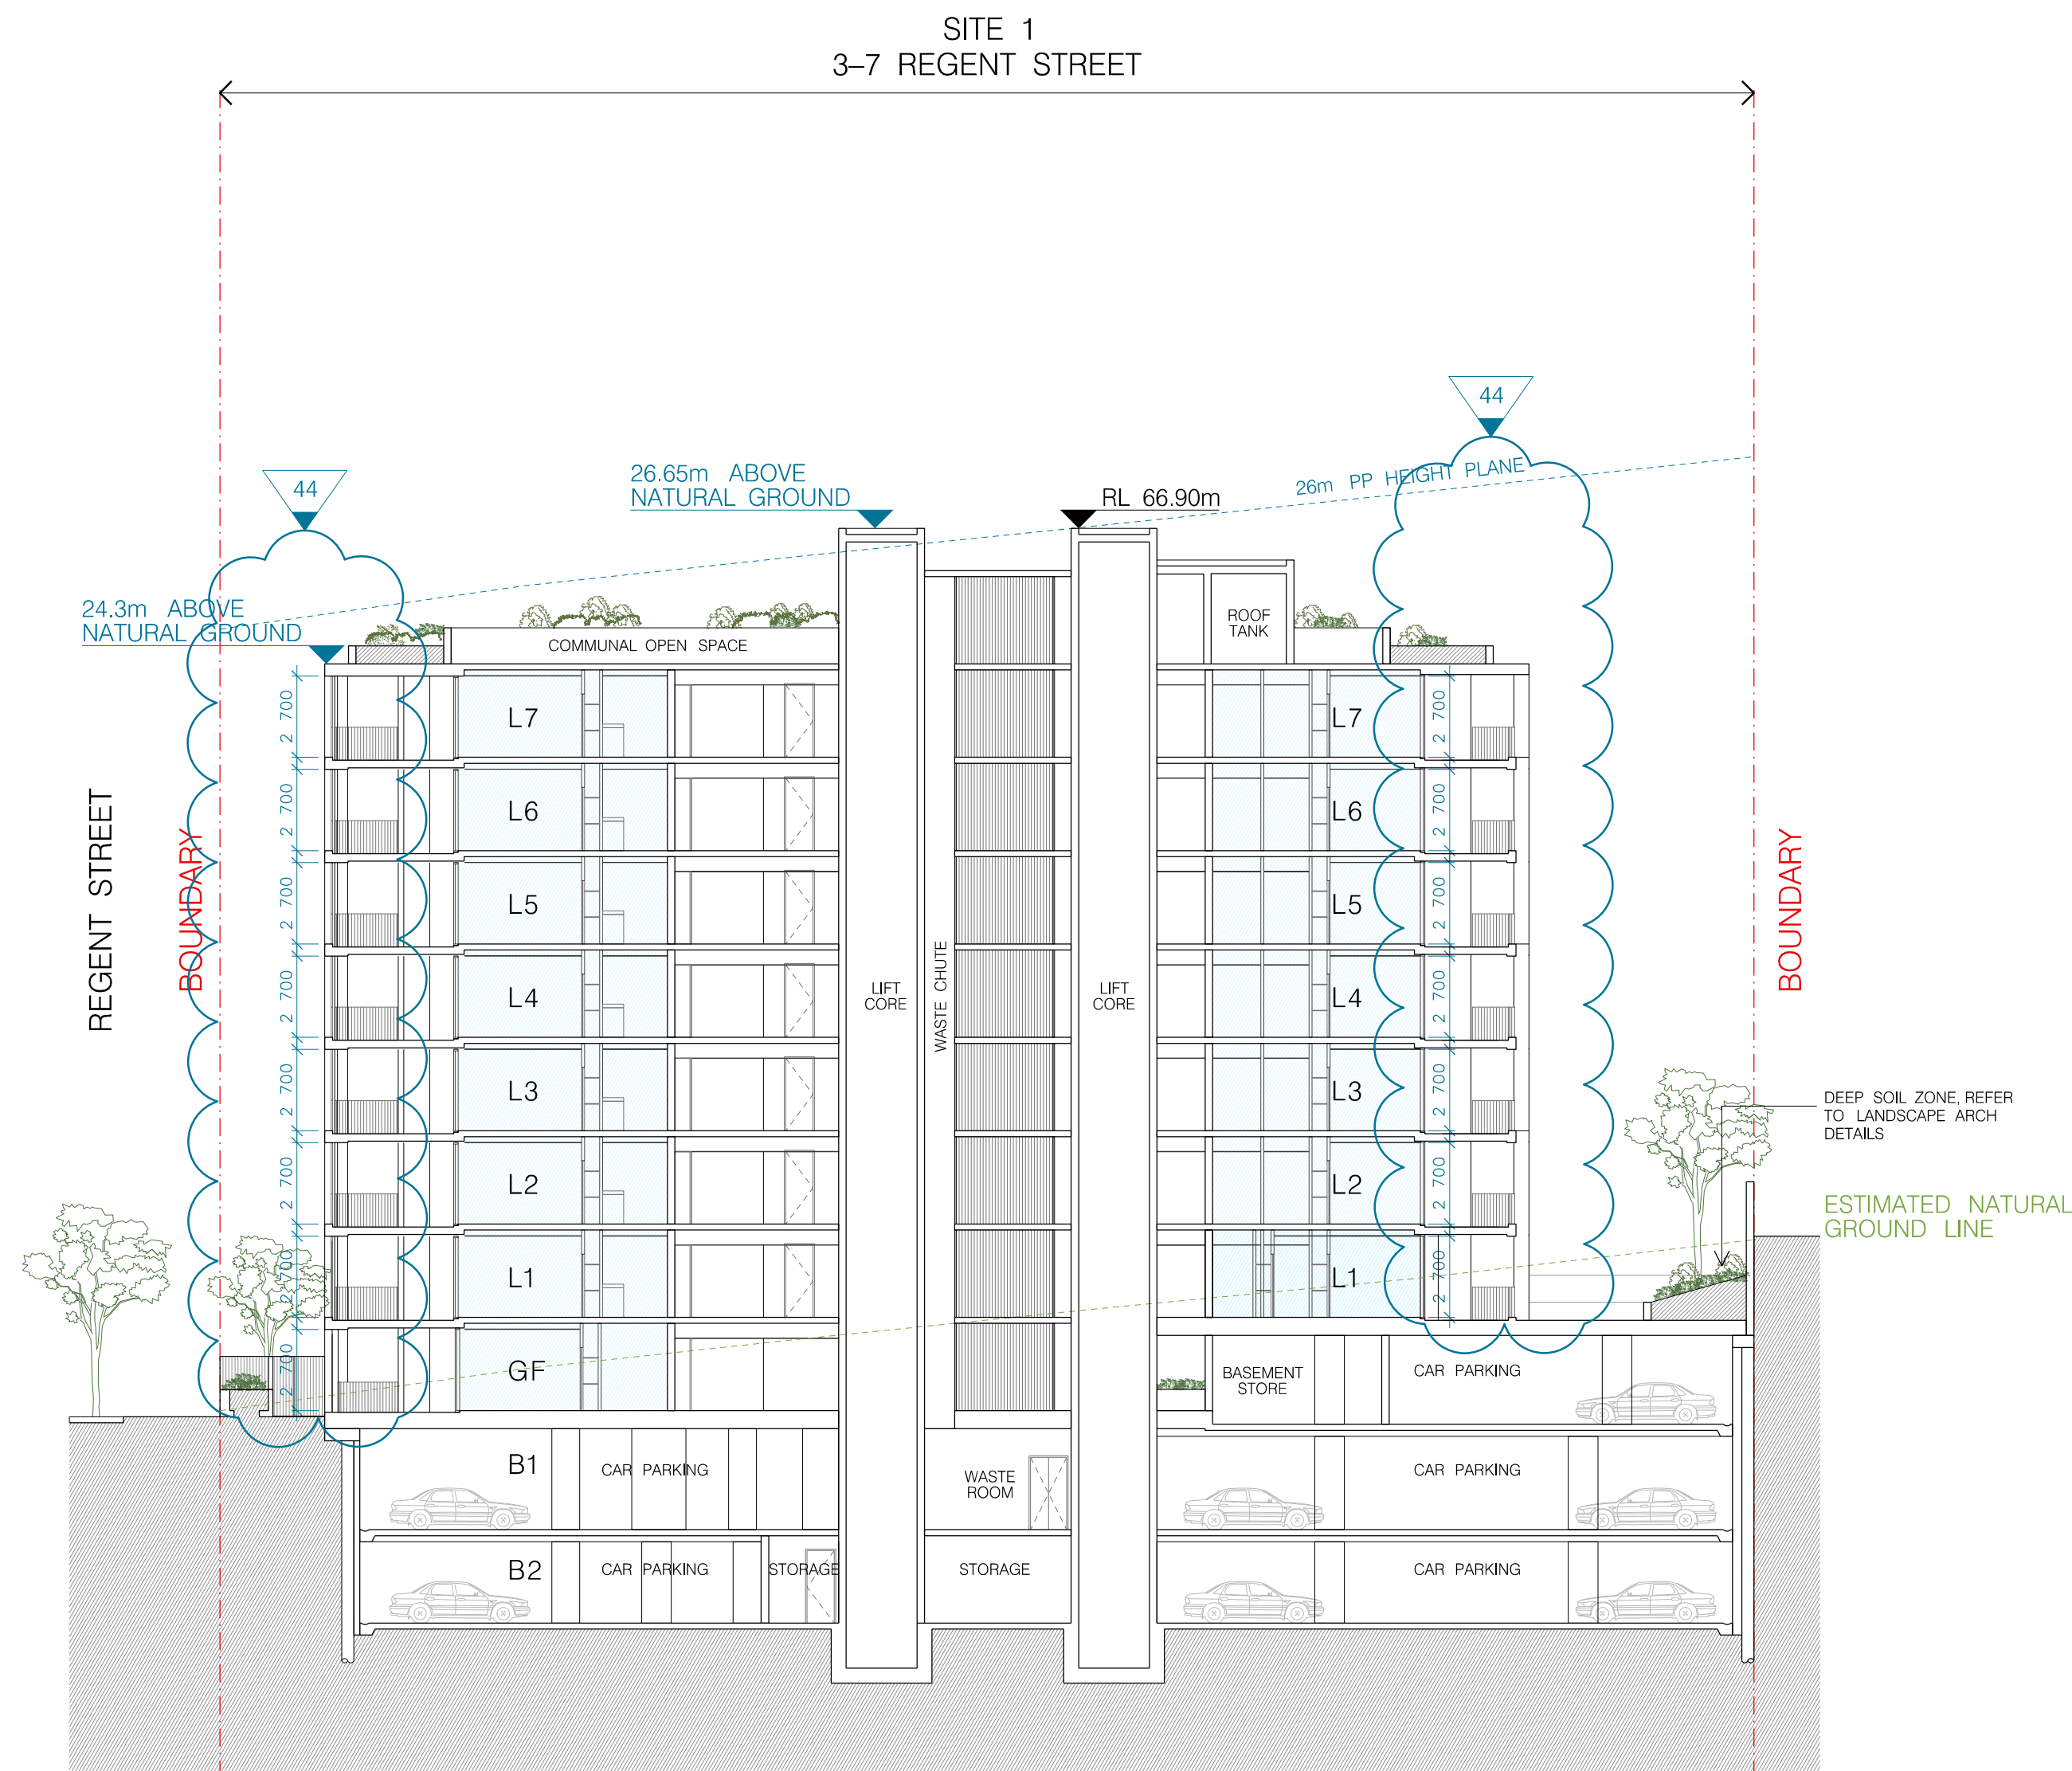 SITE 1
3–7 REGENT STREET
44
26.65m ABOVE
NATURAL GROUND
RL 66.90m
26m PP HEIGHT PLANE
44
24.3m ABOVE
NATURAL GROUND
COMMUNAL OPEN SPACE
ROOF
TANK
REGENT STREET
BOUNDARY
2 700
L7
L7
2 700
2 700
L6
L6
2 700
2 700
L5
L5
2 700
2 700
L4
LIFT
CORE
WASTE CHUTE
LIFT
CORE
L4
2 700
BOUNDARY
2 700
L3
L3
2 700
DEEP SOIL ZONE, REFER
TO LANDSCAPE ARCH
DETAILS
2 700
L2
L2
2 700
ESTIMATED NATURAL
GROUND LINE
2 700
L1
L1
2 700
2 700
GF
BASEMENT
STORE
CAR PARKING
B1
CAR PARKING
WASTE
ROOM
CAR PARKING
B2
CAR PARKING
STORAGE
STORAGE
CAR PARKING